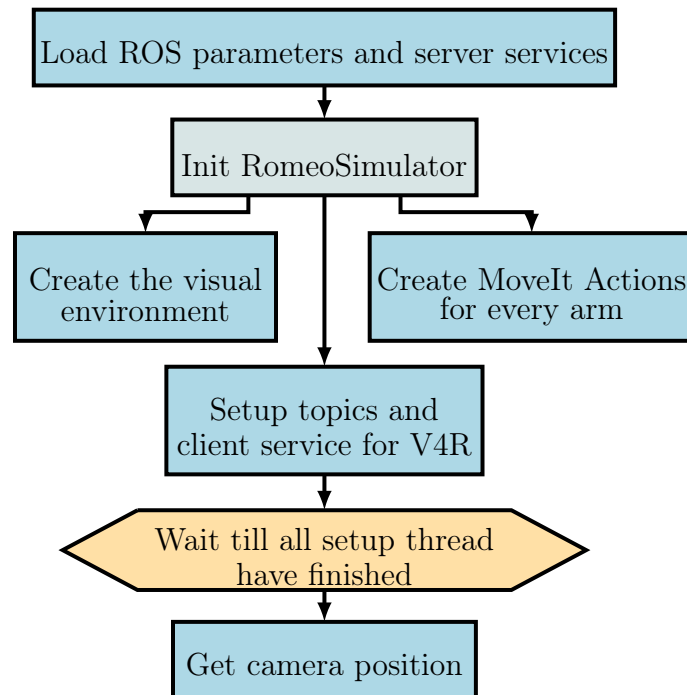 Load ROS parameters and server services
Init RomeoSimulator
Create the visual
environment
Create MoveIt Actions
for every arm
Setup topics and
client service for V4R
Wait till all setup thread
have finished
Get camera position